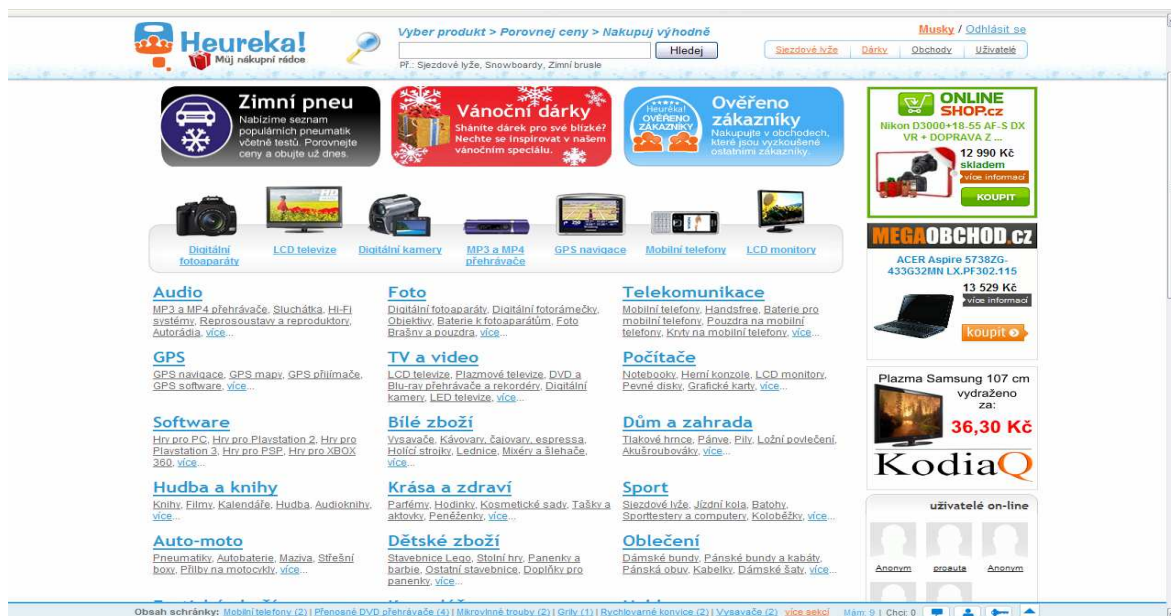 Heureka!
Můj nákupní rádce
Vyber produkt > Porovnej ceny > Nakupuj výhodně
Hledej
Př.: Sjezdové lyže, Snowboardy, Zimní brusle
Musky / Odhlásit se
Sjezdové lyže Dárky Obchody Uživatelé
Zimní pneu
Nabízíme seznam
populárních pneumatik
včetně testů. Porovnejte
ceny a obujte už dnes.
Vánoční dárky
Sháníte dárek pro své blízké?
Nechte se inspirovat v našem
vánočním speciálu.
Heuréka!
OVĚŘENO
ZÁKAZNÍKY
Ověřeno
zákazníky
Nakupujte v obchodech,
které jsou vyzkoušené
ostatními zákazníky.
Digitální
fotoaparáty
LCD televize
Digitální kamery
MP3 a MP4
přehrávače
GPS navigace
Mobilní telefony
LCD monitory
Audio
MP3 a MP4 přehrávače, Sluchátka, Hi-Fi
systémy, Reprosoustavy a reproduktory,
Autorádia, více...
Foto
Digitální fotoaparáty, Digitální fotorámečky,
Objektivy, Baterie k fotoaparátům, Foto
Brašny a pouzdra, více...
Telekomunikace
Mobilní telefony, Handsfree, Baterie pro
mobilní telefony, Pouzdra na mobilní
telefony, Kryty na mobilní telefony, více...
GPS
GPS navigace, GPS mapy, GPS přijímače,
GPS software, více...
TV a video
LCD televize, Plazmové televize, DVD a
Blu-ray přehrávače a rekordéry, Digitální
kamery, LED televize, více...
Počítače
Notebooky, Herní konzole, LCD monitory,
Pevné disky, Grafické karty, více...
Software
Hry pro PC, Hry pro Playstation 2, Hry pro
Playstation 3, Hry pro PSP, Hry pro XBOX
360, více...
Bílé zboží
Vysavače, Kávovary, čajovary, espressa,
Holící strojky, Lednice, Mixéry a šlehače,
více...
Dům a zahrada
Tlakové hrnce, Pánve, Pily, Ložní povlečení,
Akušroubováky, více...
Hudba a knihy
Knihy, Filmy, Kalendáře, Hudba, Audioknihy,
více...
Krása a zdraví
Parfémy, Hodinky, Kosmetické sady, Tašky a
aktovky, Peněženky, více...
Sport
Sjezdové lyže, Jízdní kola, Batohy,
Sporttestery a computery, Koloběžky, více...
Auto-moto
Pneumatiky, Autobaterie, Maziva, Střešní
boxy, Přilby na motocykly, více...
Dětské zboží
Stavebnice Lego, Stolní hry, Panenky a
barbie, Ostatní stavebnice, Doplňky pro
panenky, více...
Oblečení
Dámské bundy, Pánské bundy a kabáty,
Pánská obuv, Kabelky, Dámské šaty, více...
ONLINE
SHOP.cz
Nikon D3000+18-55 AF-S DX
VR + DOPRAVA Z ...
12 990 Kč
skladem
více informací
KOUPIT
MEGAOBCHOD.CZ
ACER Aspire 5738ZG-
433G32MN LX.PF302.115
13 529 Kč
více informací
koupit
Plazma Samsung 107 cm
vydraženo
za:
36,30 Kč
KodiaQ
uživatelé on-line
Anonym proauta Anonym
Obsah schránky: Mobilní telefony (2) | Přenosné DVD přehrávače (4) | Mikrovlnné trouby (2) | Grily (1) | Rychlovarné konvice (2) | Vysavače (2) více sekcí Mám: 9 | Chci: 0